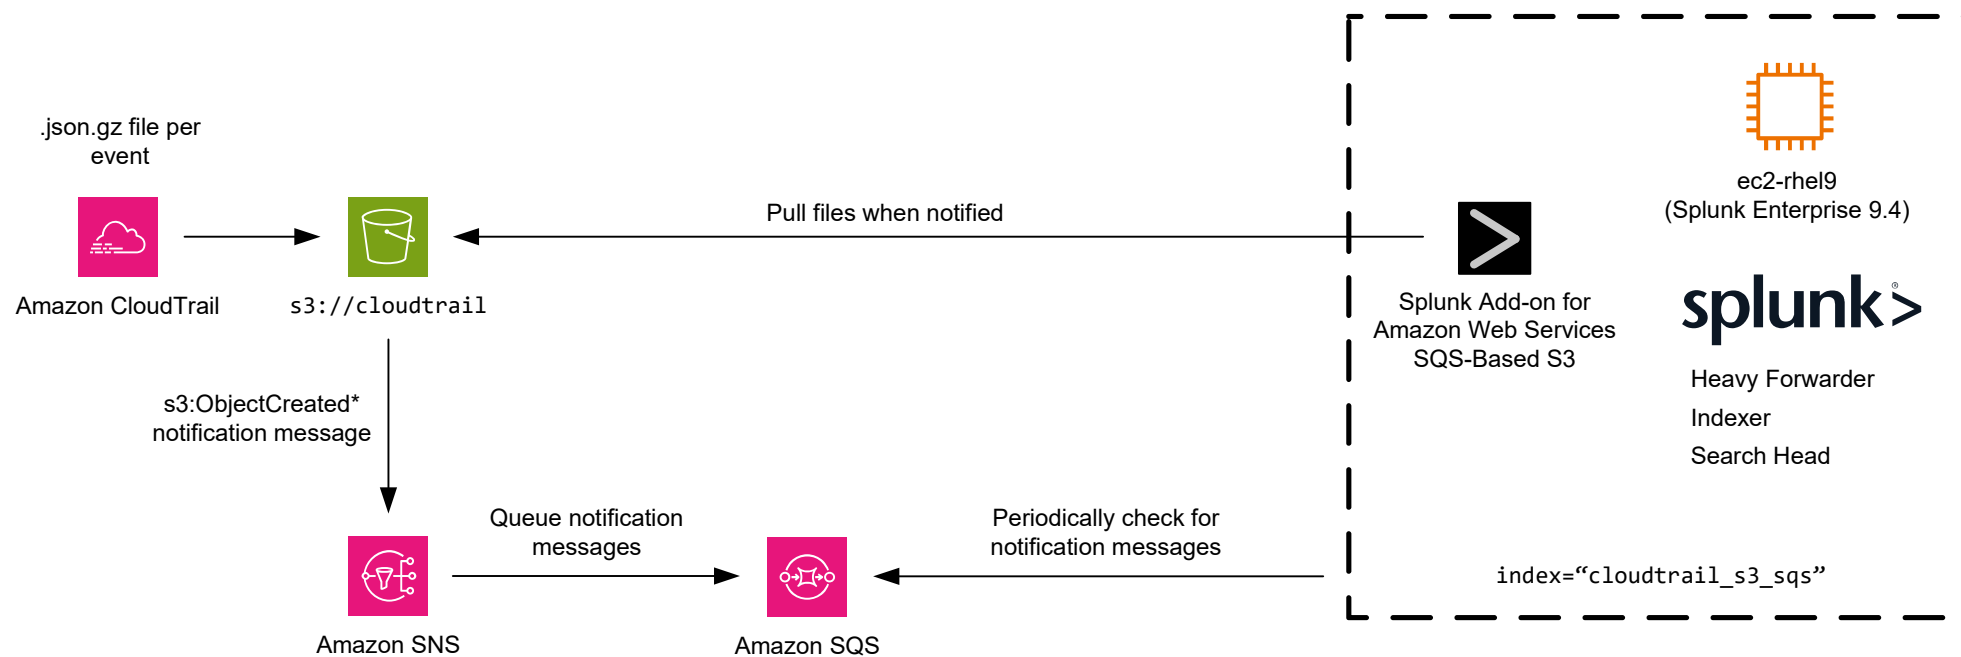 .json.gz file per
event
Amazon CloudTrail
s3://cloudtrail
Pull files when notified
s3:ObjectCreated*
notification message
Amazon SNS
Queue notification
messages
Amazon SQS
Periodically check for
notification messages
Splunk Add-on for
Amazon Web Services
SQS-Based S3
ec2-rhel9
(Splunk Enterprise 9.4)
splunk>®
Heavy Forwarder
Indexer
Search Head
index=“cloudtrail_s3_sqs”